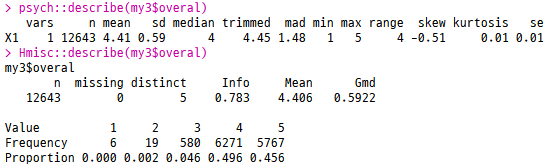 > psych::describe(my3$overal)
   vars     n mean   sd median trimmed  mad min max range  skew kurtosis   se
X1    1 12643 4.41 0.59      4    4.45 1.48   1   5     4 −0.51     0.01 0.01
> Hmisc::describe(my3$overal)
my3$overal
       n  missing distinct     Info     Mean      Gmd
   12643        0        5    0.783    4.406   0.5922
Value          1     2     3     4     5
Frequency      6    19   580  6271  5767
Proportion 0.000 0.002 0.046 0.496 0.456